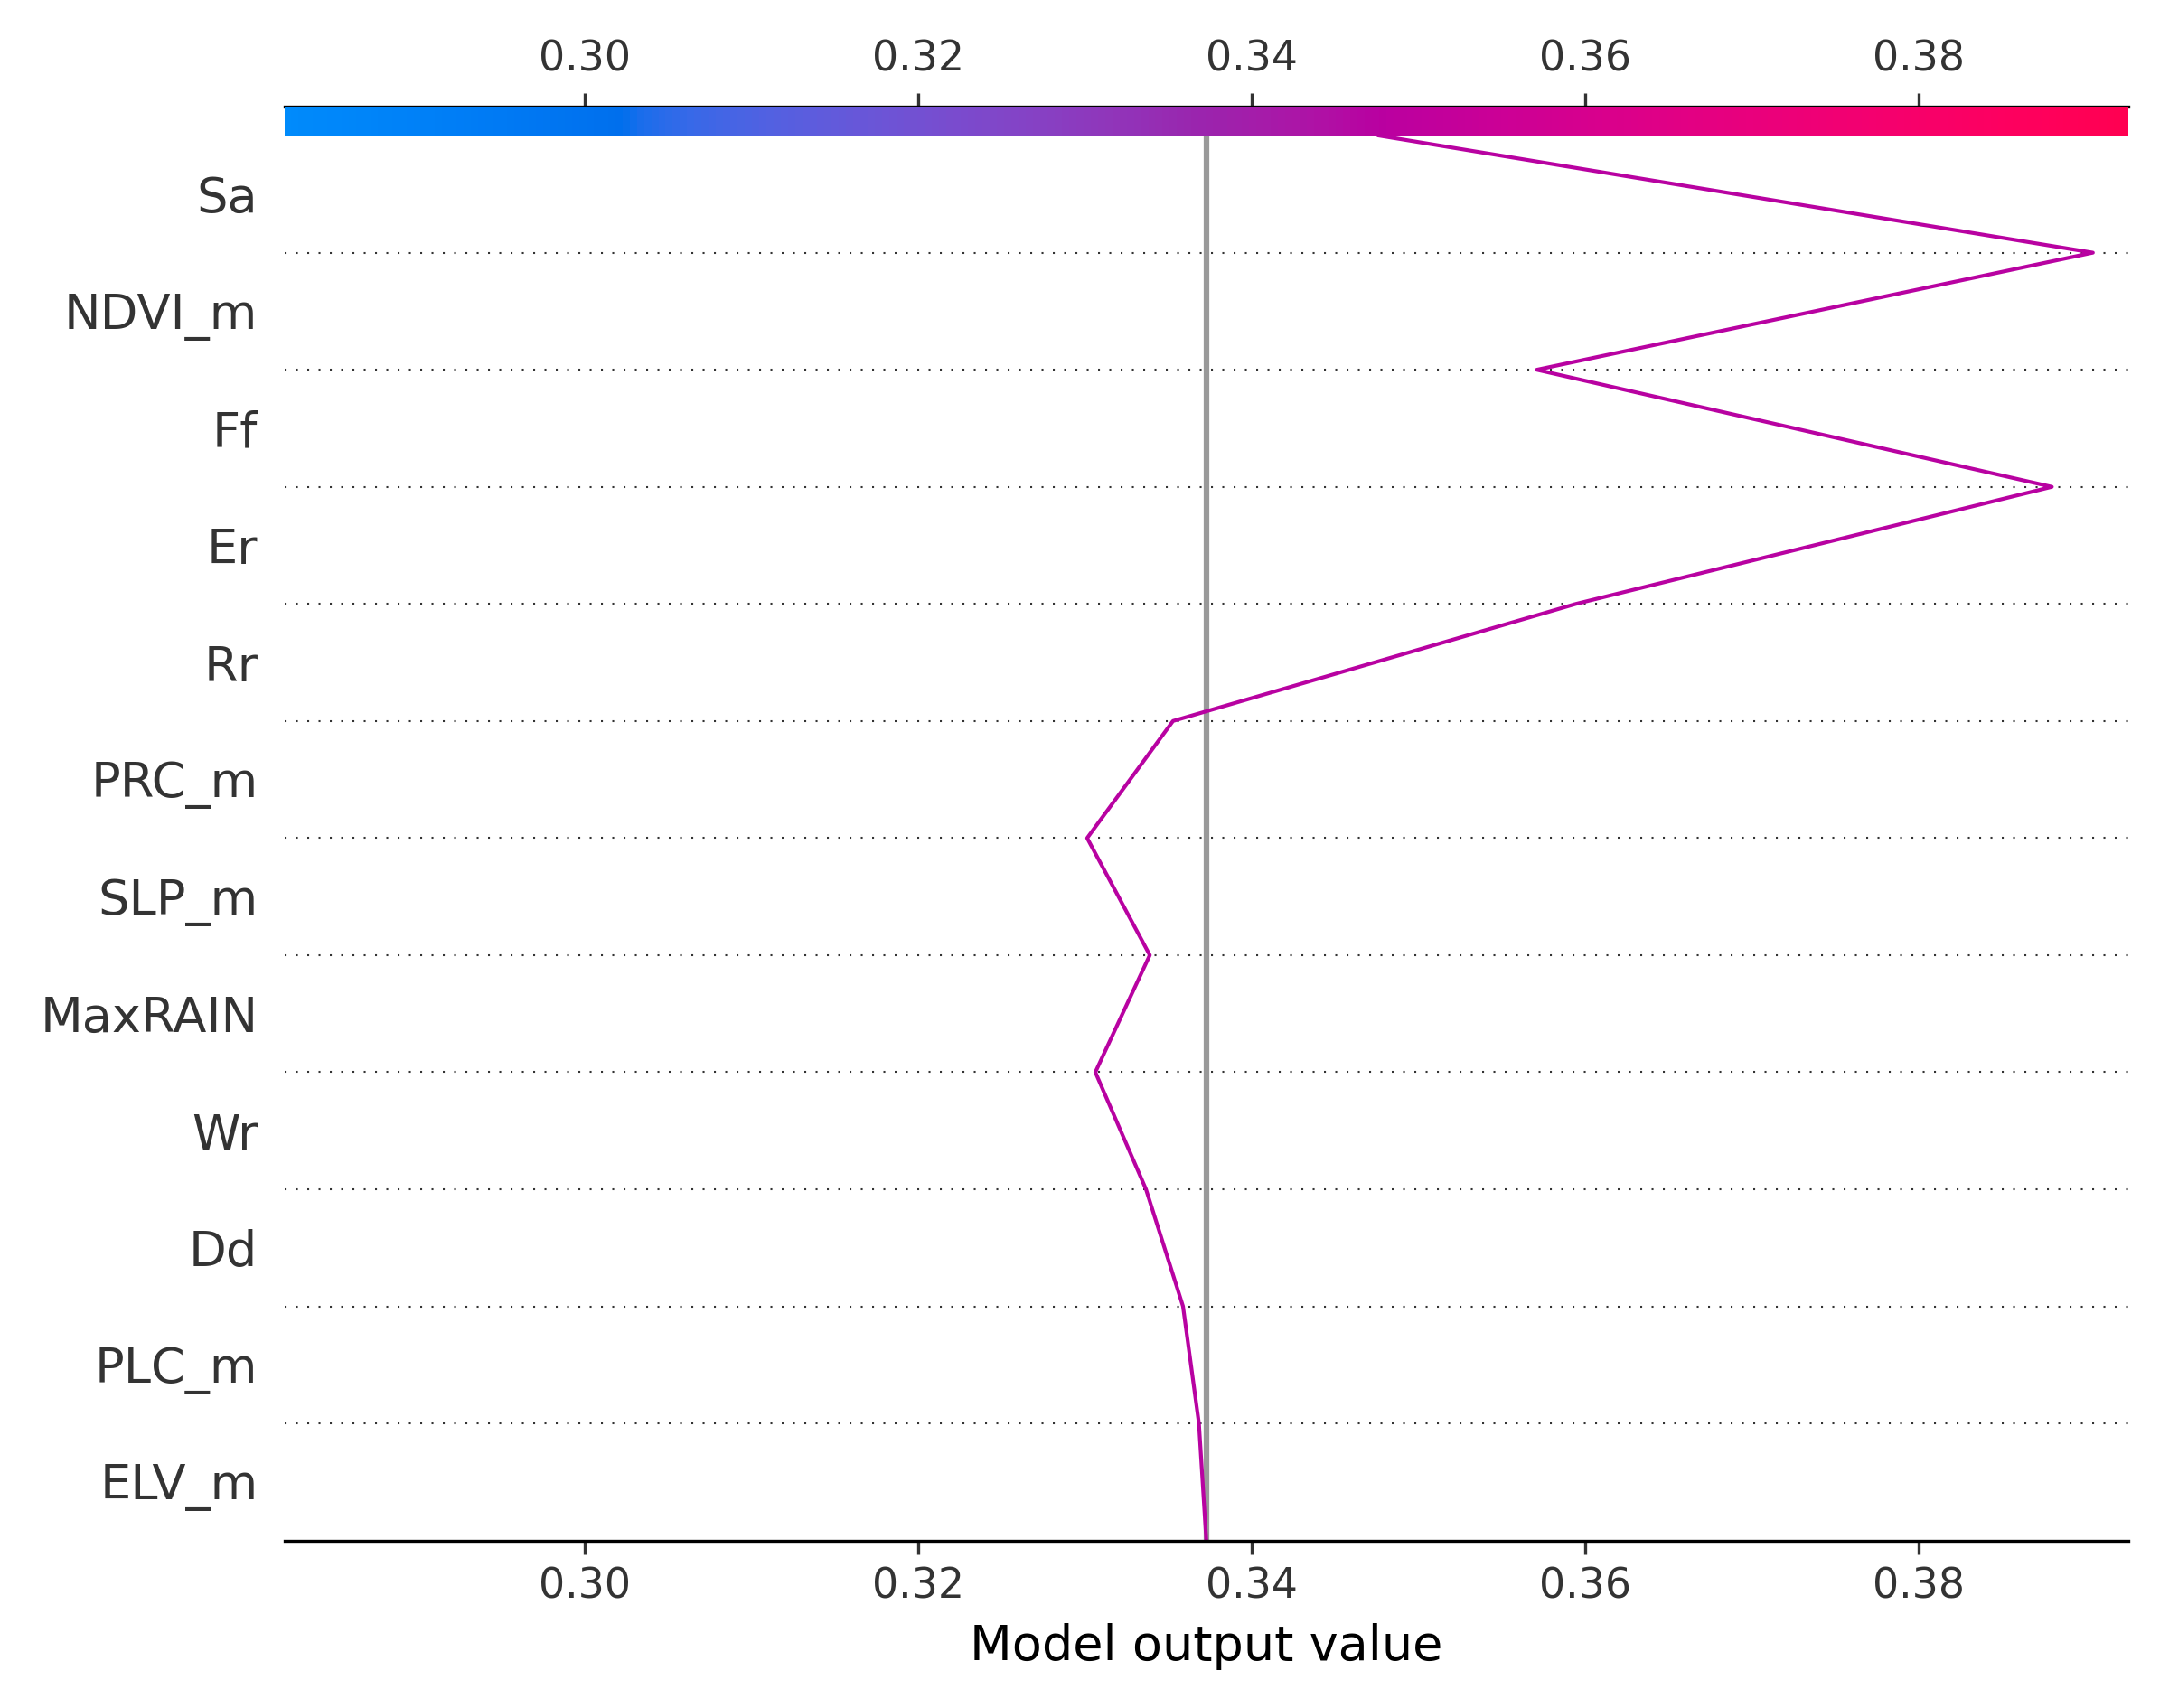 0.30 0.32 0.34 0.36 0.38
Sa
NDVI_m
Ff
Er
Rr
PRC_m
SLP_m
MaxRAIN
Wr
Dd
PLC_m
ELV_m
0.30 0.32 0.34 0.36 0.38
Model output value